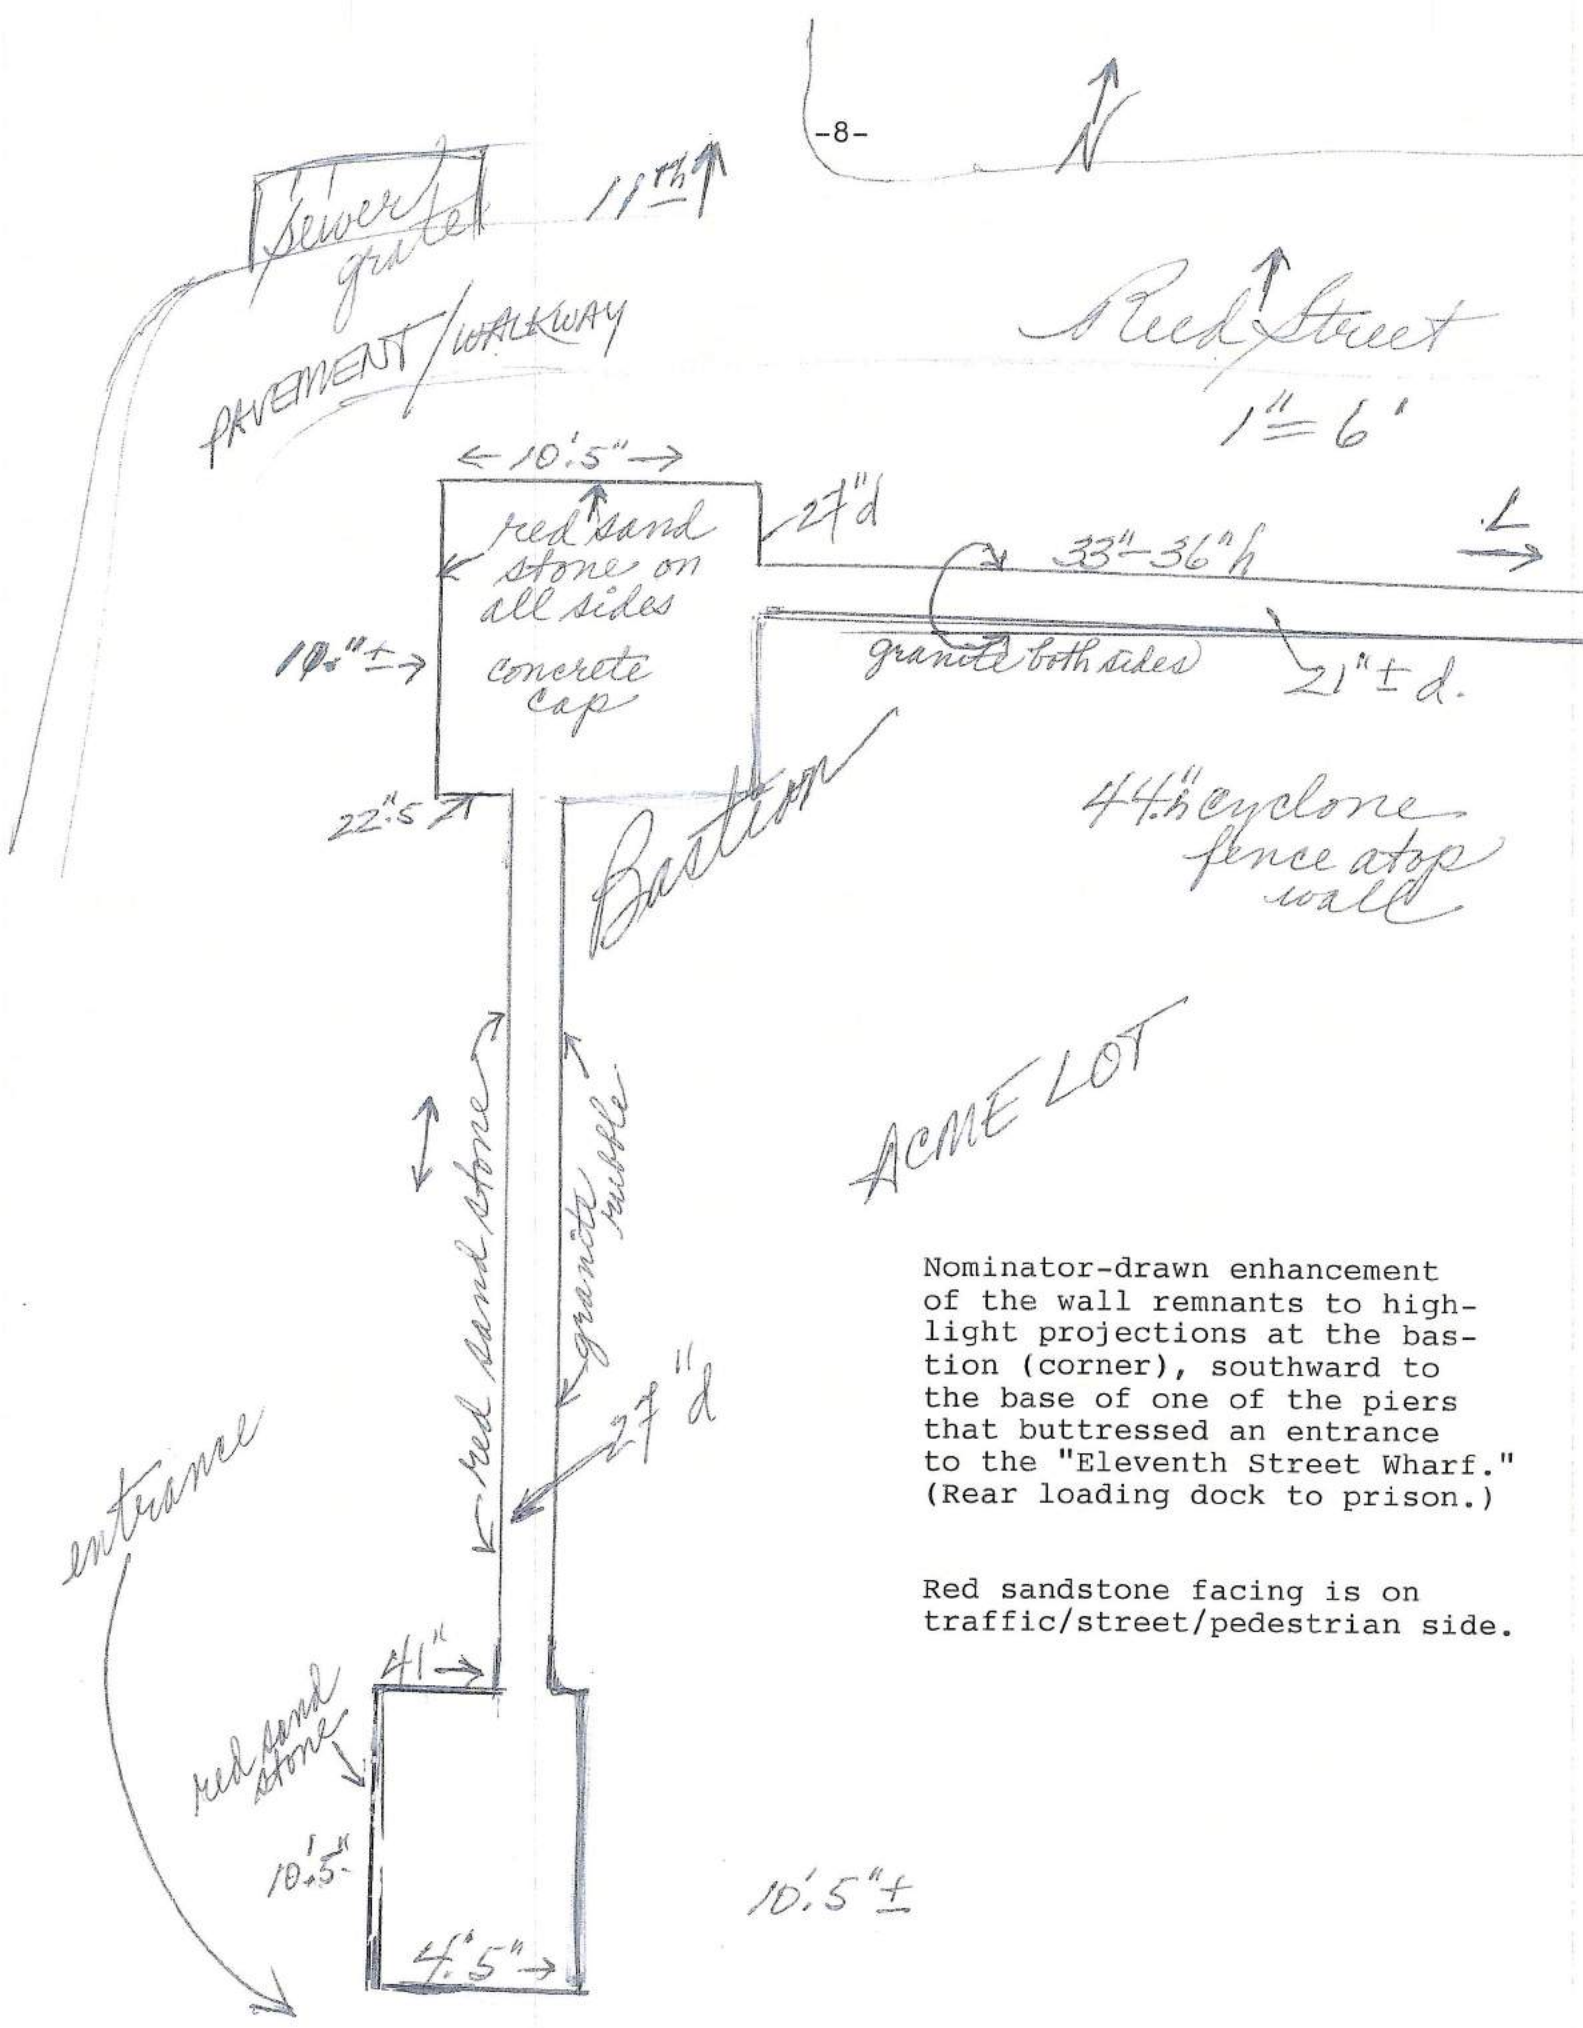 -8-
N
11th
sewer
grate
PAVEMENT/WALKWAY
Reed Street
1" = 6'
← 10'.5" →
27"d
red sand
stone on
all sides
concrete
cap
33"-36"h
granite both sides
21" ± d.
22".5
Bastion
44."h cyclone
fence atop
wall
ACME LOT
red sand stone
granite
rubble
27"d
Nominator-drawn enhancement
of the wall remnants to high-
light projections at the bas-
tion (corner), southward to
the base of one of the piers
that buttressed an entrance
to the "Eleventh Street Wharf."
(Rear loading dock to prison.)
Red sandstone facing is on
traffic/street/pedestrian side.
entrance
41"
red sand
stone
10'.5"
10'.5" ±
4'.5"